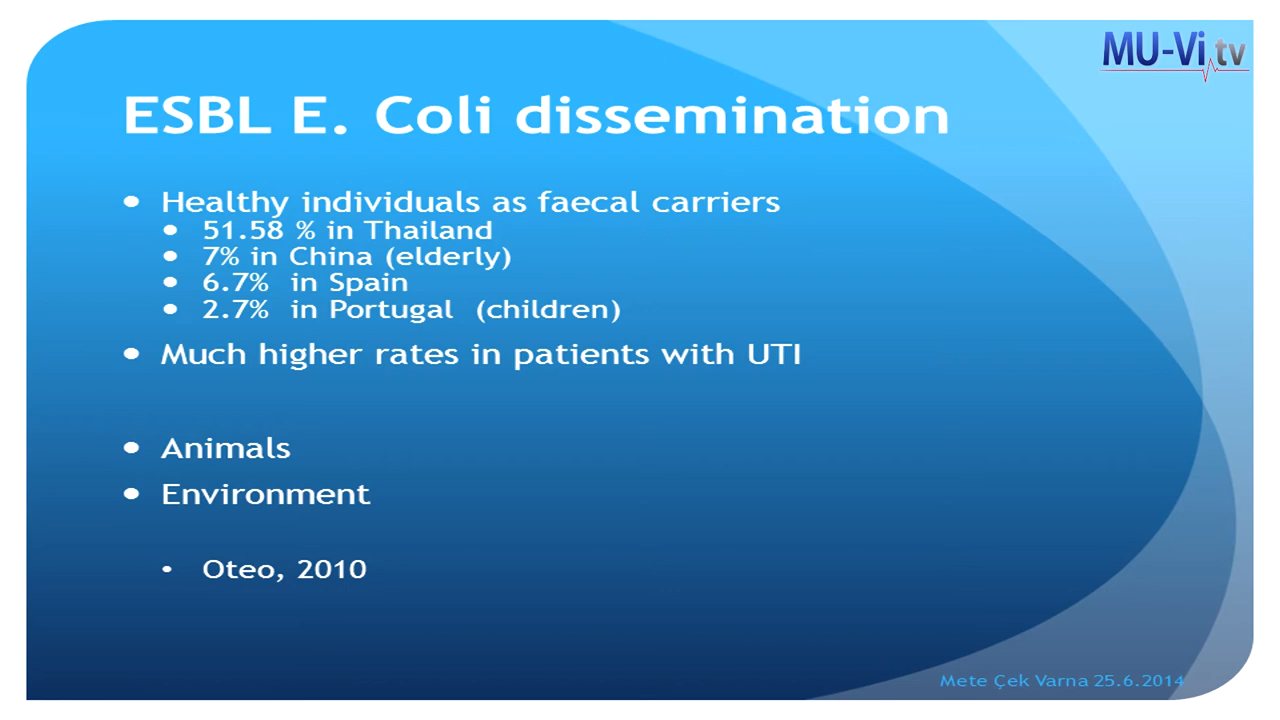 MU-Vi.tv
ESBL E. Coli dissemination
• Healthy individuals as faecal carriers
• 51.58 % in Thailand
• 7% in China (elderly)
• 6.7% in Spain
• 2.7% in Portugal (children)
• Much higher rates in patients with UTI
• Animals
• Environment
• Oteo, 2010
Mete Çek Varna 25.6.2014